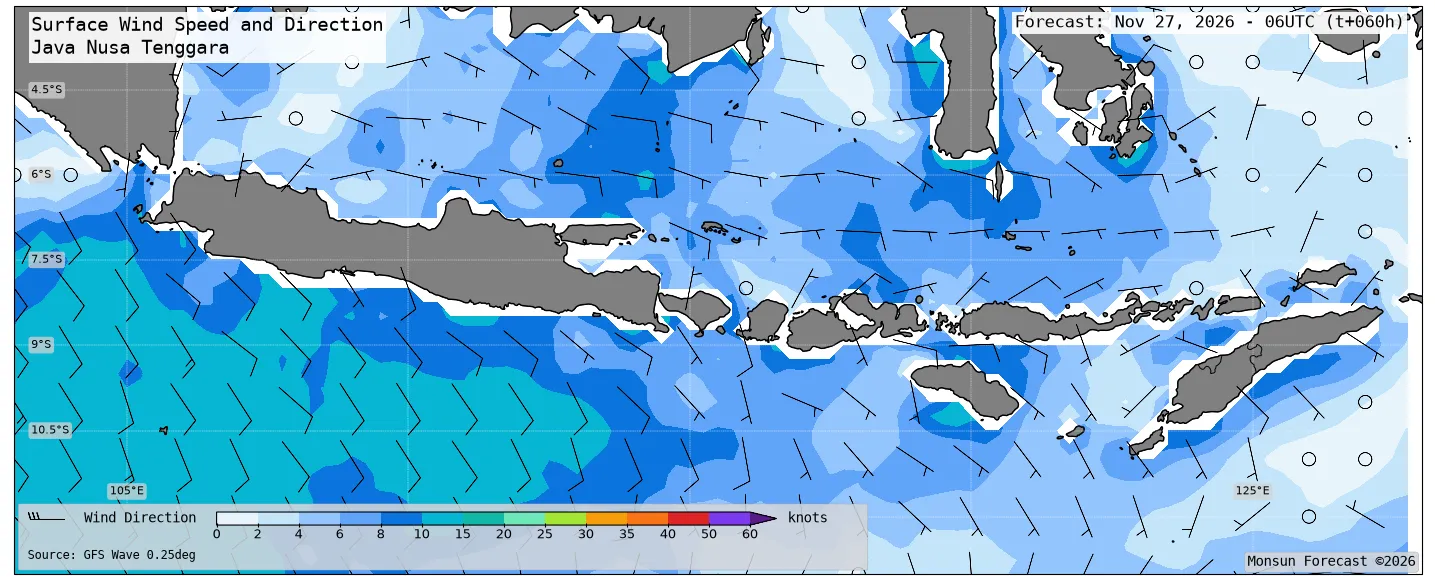 Surface Wind Speed and Direction
Java Nusa Tenggara
Forecast: Nov 27, 2026 - 06UTC (t+060h)
4.5°S
6°S
7.5°S
9°S
10.5°S
105°E
125°E
Wind Direction
knots
0 2 4 6 8 10 15 20 25 30 35 40 50 60
Source: GFS Wave 0.25deg
Monsun Forecast ©2026